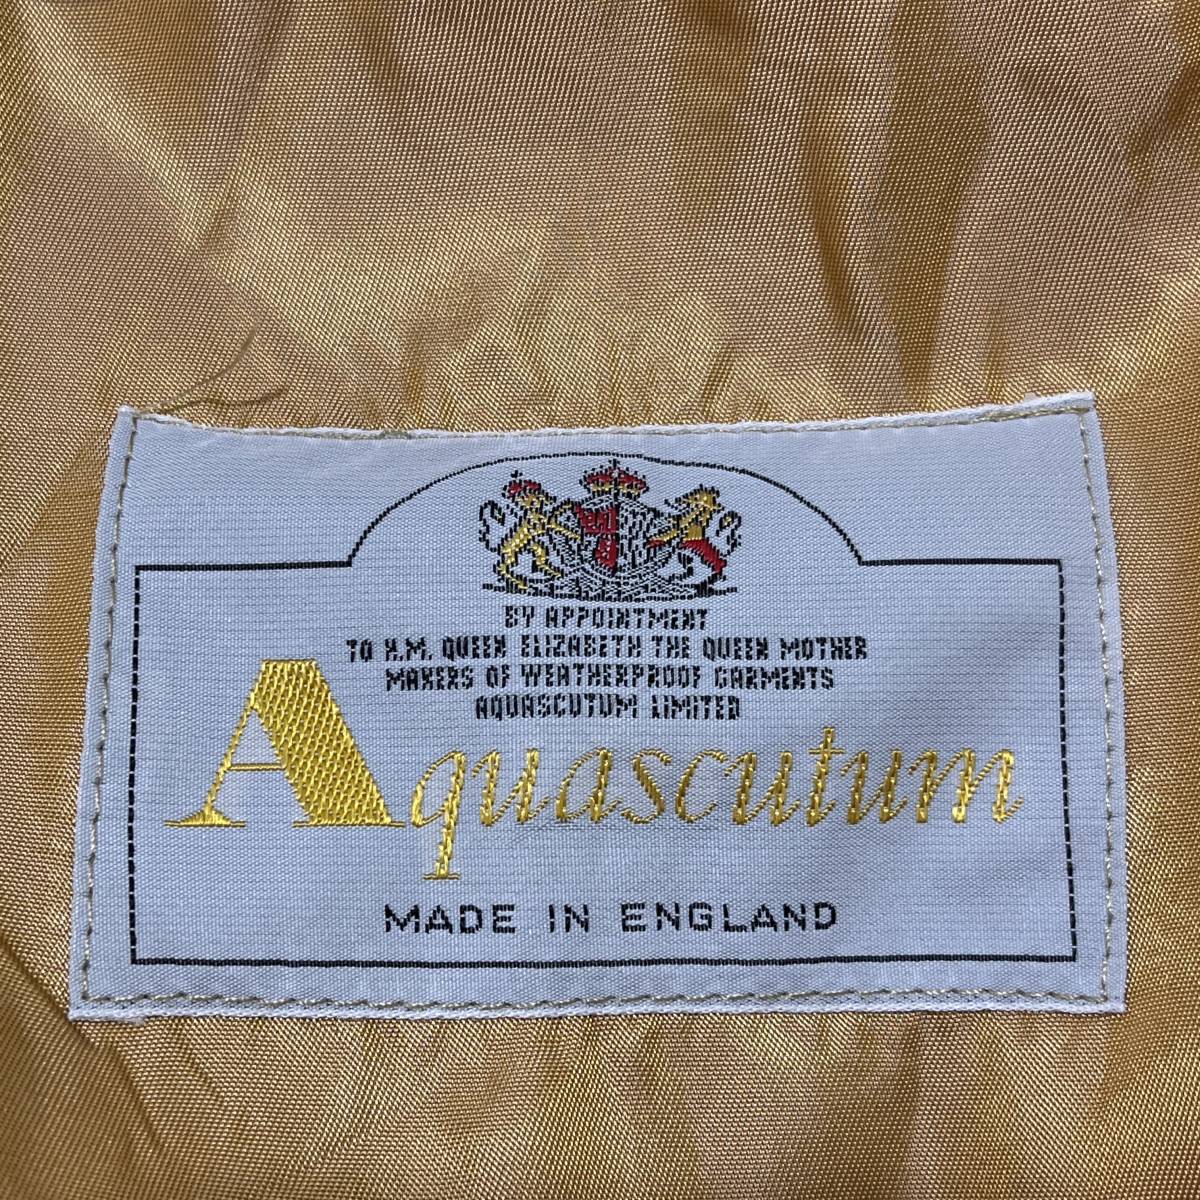 BY APPOINTMENT
TO H.M. QUEEN ELIZABETH THE QUEEN MOTHER
MAKERS OF WEATHERPROOF GARMENTS
AQUASCUTUM LIMITED
Aquascutum
MADE IN ENGLAND